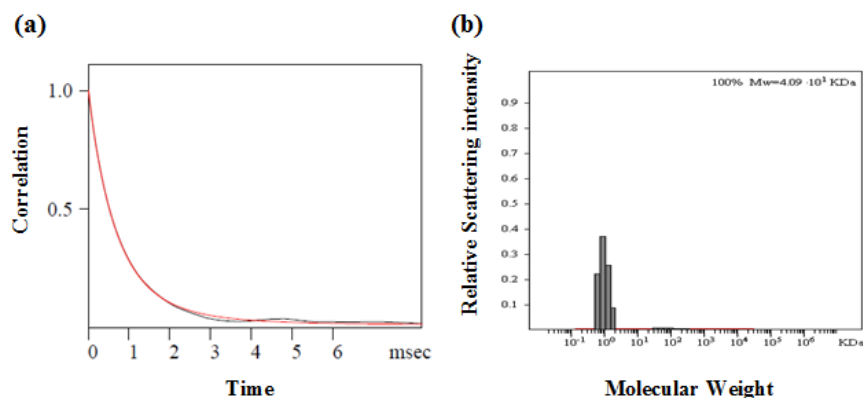 (a)
1.0
0.5
Correlation
0 1 2 3 4 5 6 msec
Time
(b)
100% Mw=4.09 ·10¹ KDa
0.9
0.8
0.7
0.6
0.5
0.4
0.3
0.2
0.1
Relative Scattering intensity
10⁻¹ 10⁰ 10¹ 10² 10³ 10⁴ 10⁵ 10⁶ KDa
Molecular Weight